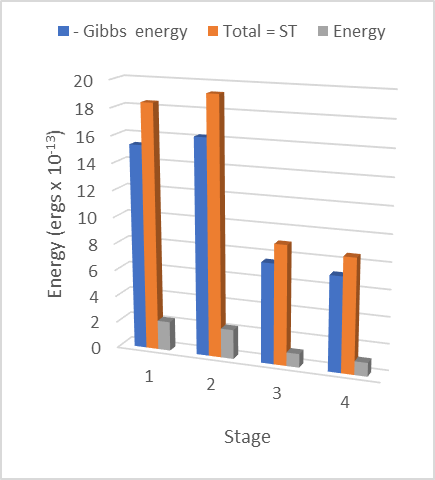 - Gibbs energy Total = ST Energy
20
18
16
14
12
10
8
6
4
2
0
Energy (ergs x 10⁻¹³)
1 2 3 4
Stage